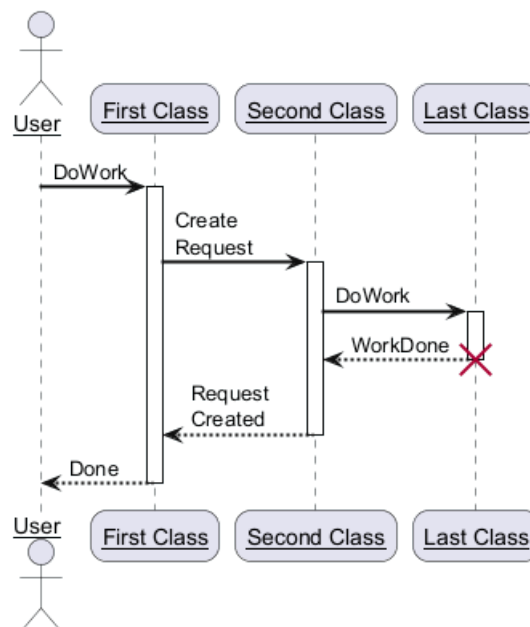 User
First Class
Second Class
Last Class
DoWork
Create
Request
DoWork
WorkDone
Request
Created
Done
User
First Class
Second Class
Last Class